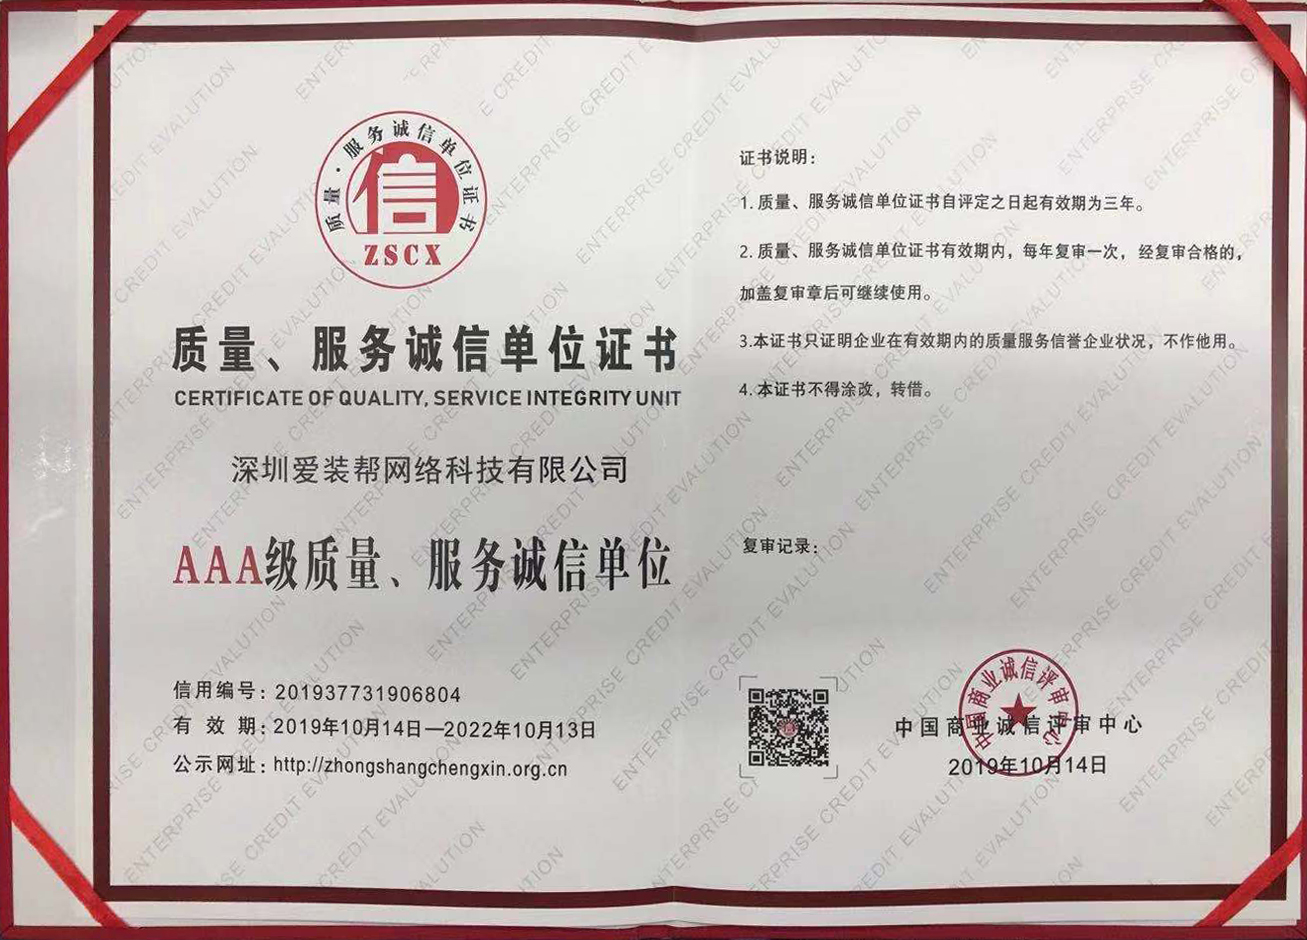 质量·服务诚信单位证书
信
ZSCX
质量、服务诚信单位证书
CERTIFICATE OF QUALITY, SERVICE INTEGRITY UNIT
深圳爱装帮网络科技有限公司
AAA级质量、服务诚信单位
信用编号: 201937731906804
有 效 期: 2019年10月14日—2022年10月13日
公示网址: http://zhongshangchengxin.org.cn
证书说明:
1. 质量、服务诚信单位证书自评定之日起有效期为三年。
2. 质量、服务诚信单位证书有效期内，每年复审一次，经复审合格的，
加盖复审章后可继续使用。
3.本证书只证明企业在有效期内的质量服务信誉企业状况，不作他用。
4. 本证书不得涂改，转借。
复审记录:
中国商业诚信评审中心
中国商业诚信评审中心
2019年10月14日
ENTERPRISE CREDIT EVALUTION